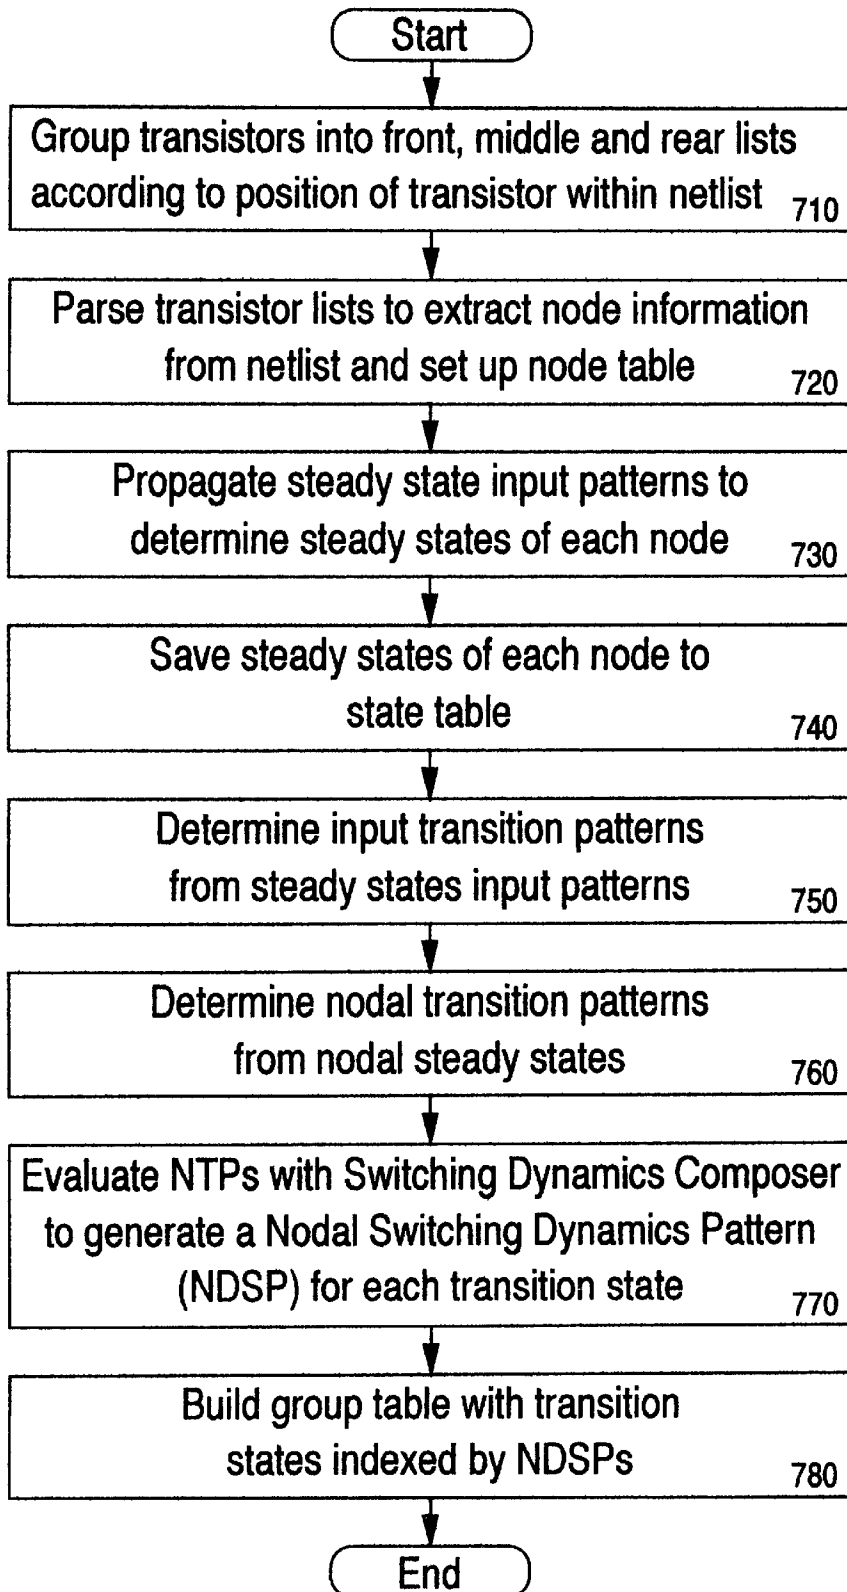 Start
Group transistors into front, middle and rear lists
according to position of transistor within netlist 710
Parse transistor lists to extract node information
from netlist and set up node table 720
Propagate steady state input patterns to
determine steady states of each node 730
Save steady states of each node to
state table 740
Determine input transition patterns
from steady states input patterns 750
Determine nodal transition patterns
from nodal steady states 760
Evaluate NTPs with Switching Dynamics Composer
to generate a Nodal Switching Dynamics Pattern
(NDSP) for each transition state 770
Build group table with transition
states indexed by NDSPs 780
End